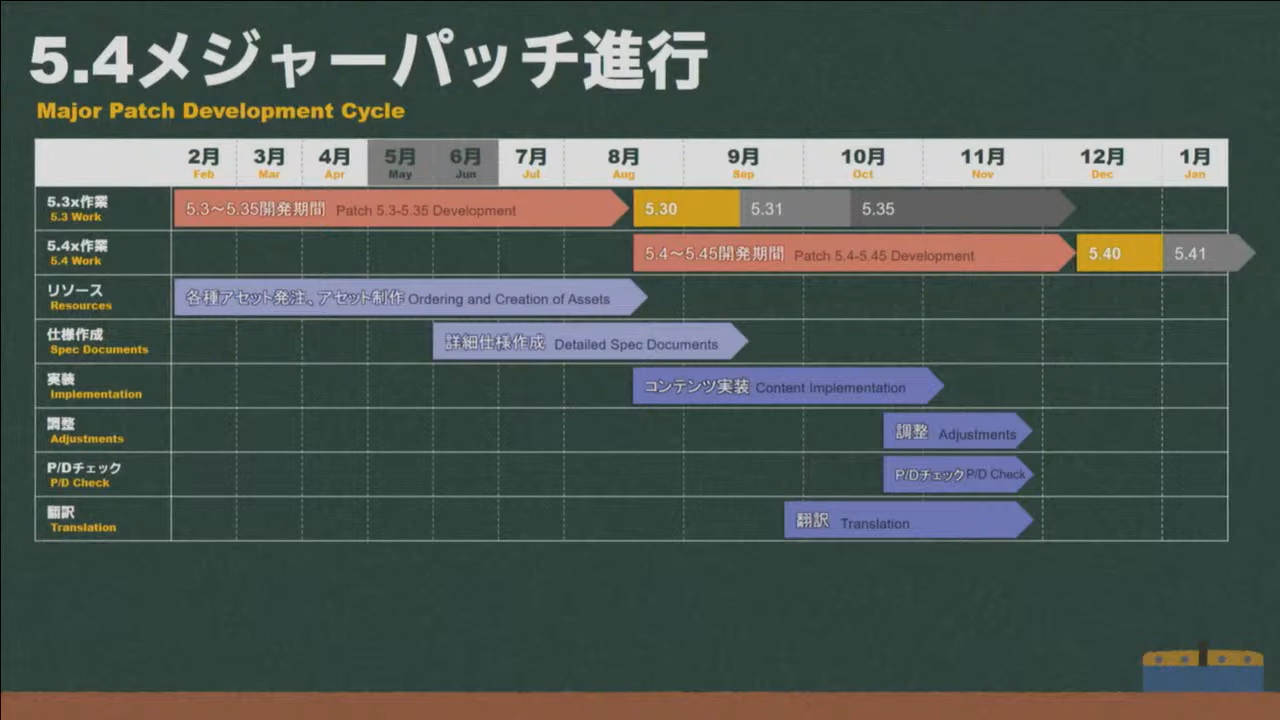 5.4メジャーパッチ進行
Major Patch Development Cycle
2月 3月 4月 5月 6月 7月 8月 9月 10月 11月 12月 1月
Feb Mar Apr May Jun Jul Aug Sep Oct Nov Dec Jan
5.3x作業
5.3 Work
5.3～5.35開発期間 Patch 5.3-5.35 Development 5.30 5.31 5.35
5.4x作業
5.4 Work
5.4～5.45開発期間 Patch 5.4-5.45 Development 5.40 5.41
リソース
Resources
各種アセット発注、アセット制作 Ordering and Creation of Assets
仕様作成
Spec Documents
詳細仕様作成 Detailed Spec Documents
実装
Implementation
コンテンツ実装 Content Implementation
調整
Adjustments
調整 Adjustments
P/Dチェック
P/D Check
P/Dチェック P/D Check
翻訳
Translation
翻訳 Translation